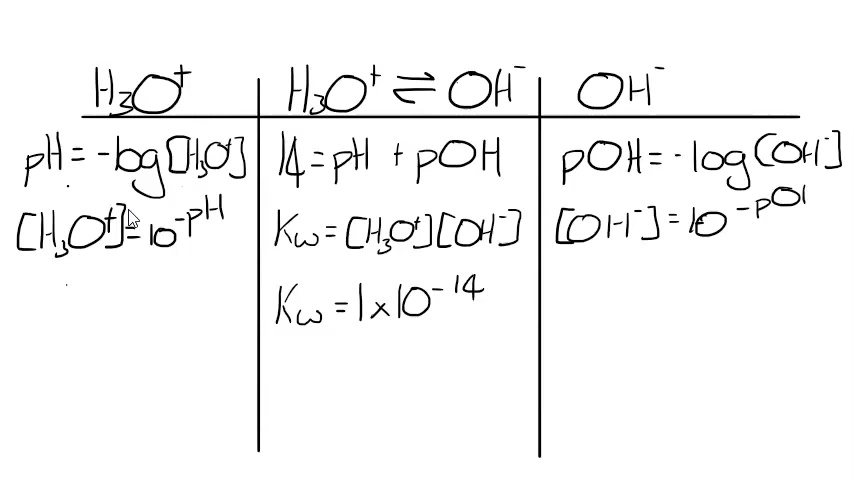 H₃O⁺ H₃O⁺ ⇌ OH⁻ OH⁻
pH = -log[H₃O⁺] 14 = pH + pOH pOH = -log[OH⁻]
[H₃O⁺] = 10^-pH Kw = [H₃O⁺][OH⁻] [OH⁻] = 10^-pOH
Kw = 1 x 10^-14